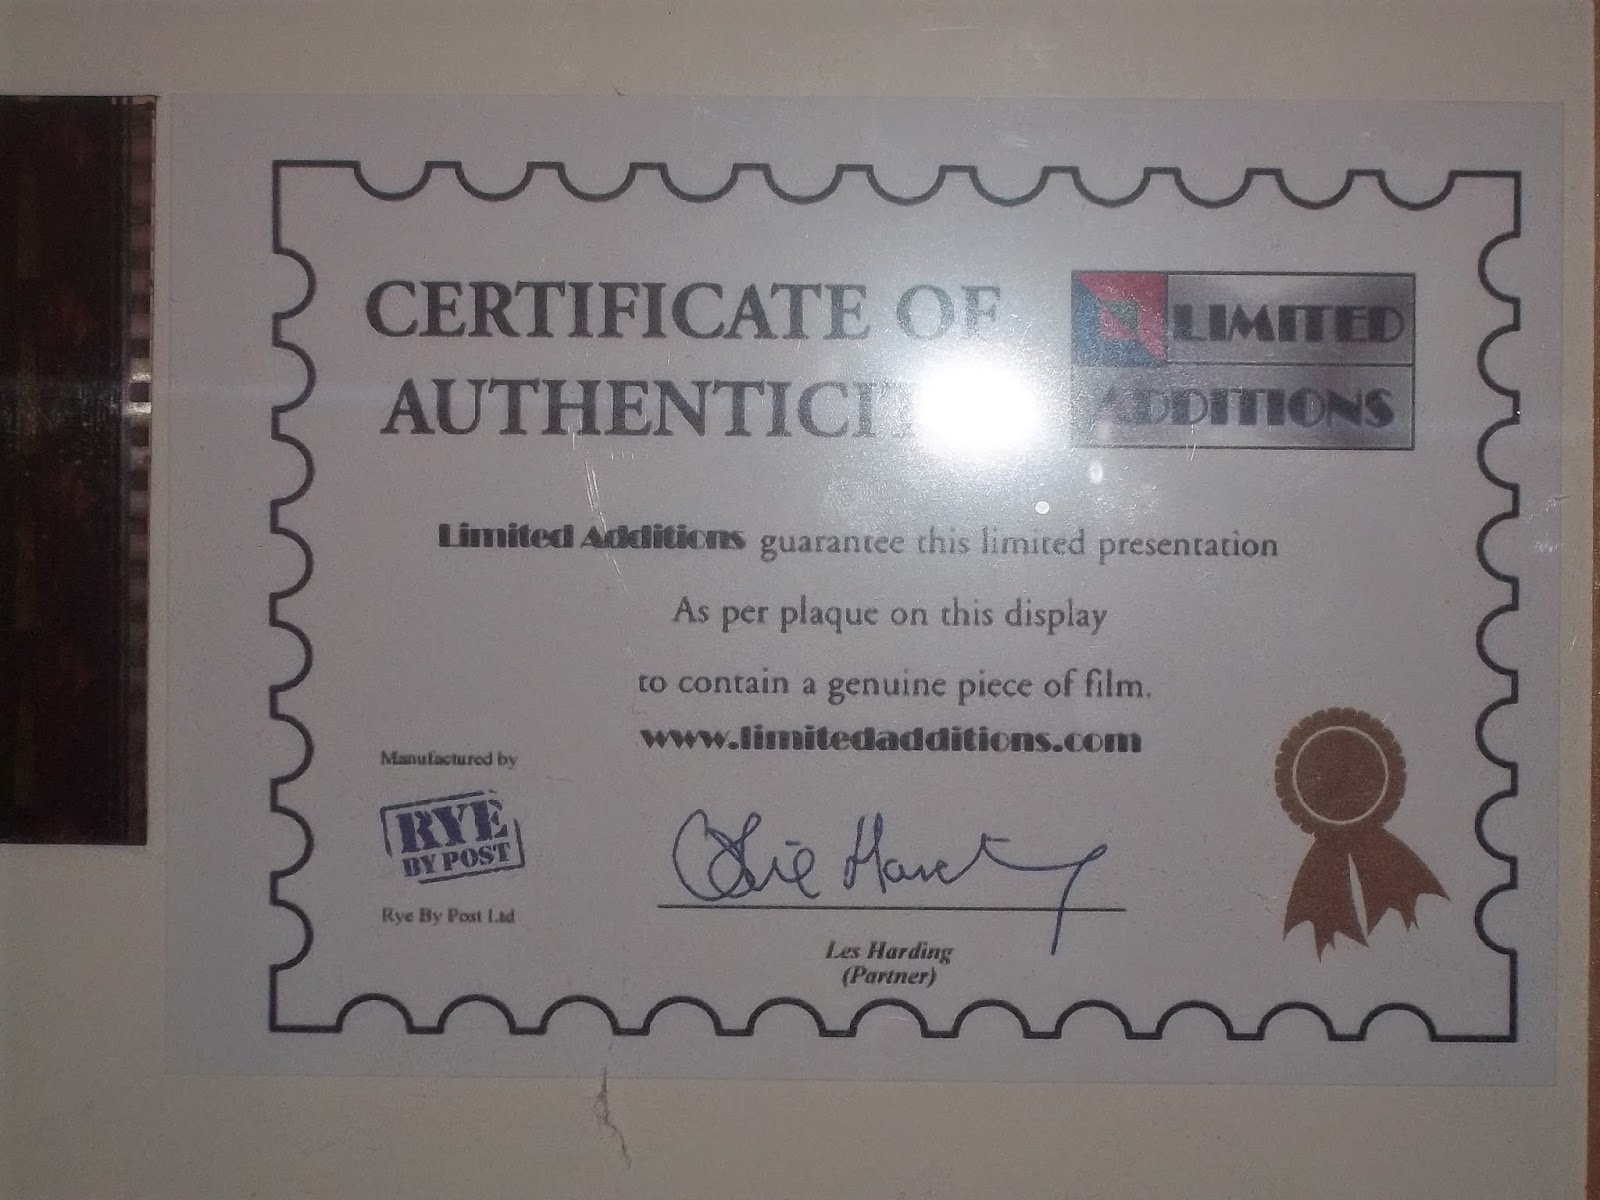 CERTIFICATE OF
AUTHENTICITY
LIMITED
ADDITIONS
Limited Additions guarantee this limited presentation
As per plaque on this display
to contain a genuine piece of film.
www.limitedadditions.com
Manufactured by
RYE
BY POST
Rye By Post Ltd
Les Harding
(Partner)